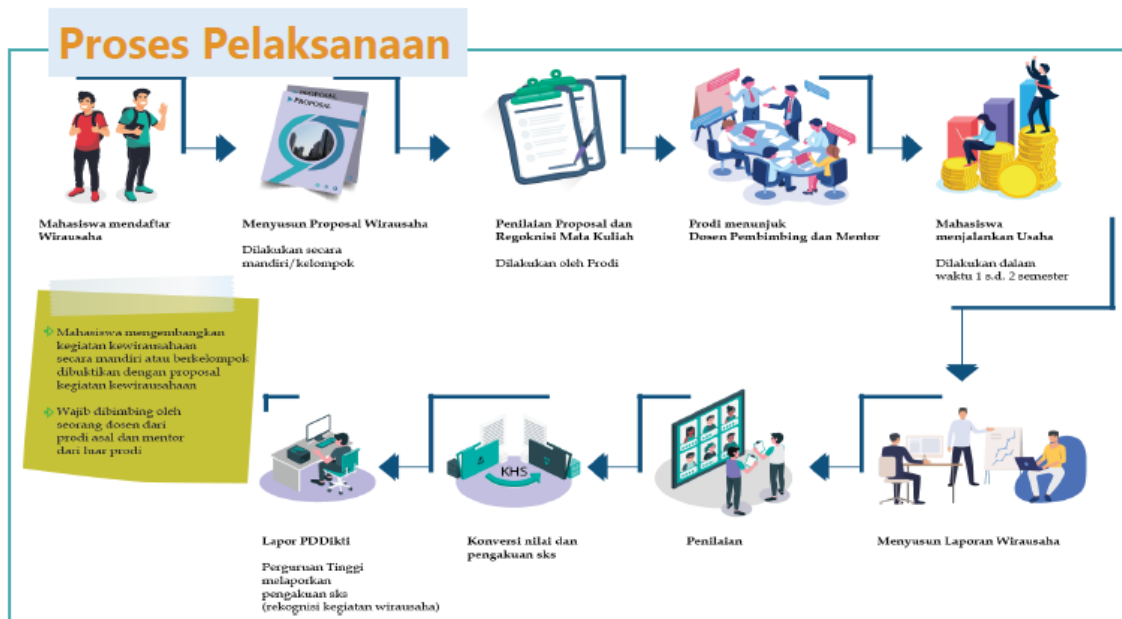 Proses Pelaksanaan
PROPOSAL
PROPOSAL
Mahasiswa mendaftar
Wirausaha
Menyusun Proposal Wirausaha
Dilakukan secara
mandiri/kelompok
Penilaian Proposal dan
Regoknisi Mata Kuliah
Dilakukan oleh Prodi
Prodi menunjuk
Dosen Pembimbing dan Mentor
Mahasiswa
menjalankan Usaha
Dilakukan dalam
waktu 1 s.d. 2 semester
Mahasiswa mengembangkan
kegiatan kewirausahaan
secara mandiri atau berkelompok
dibuktikan dengan proposal
kegiatan kewirausahaan
Wajib dibimbing oleh
seorang dosen dari
prodi asal dan mentor
dari luar prodi
Menyusun Laporan Wirausaha
Penilaian
KHS
Konversi nilai dan
pengakuan sks
Lapor PDDikti
Perguruan Tinggi
melaporkan
pengakuan sks
(rekognisi kegiatan wirausaha)